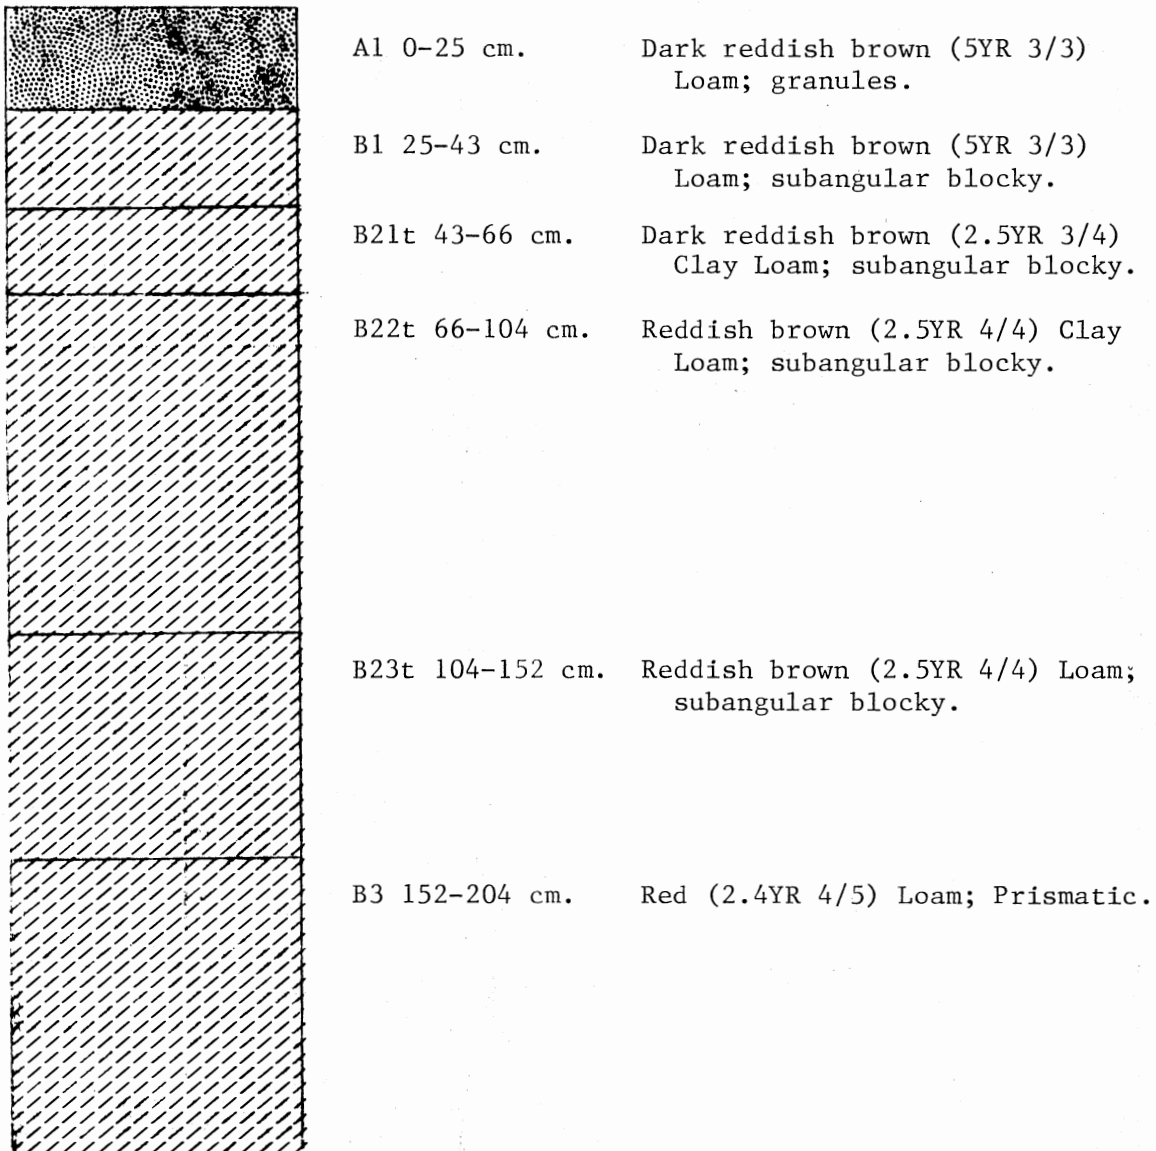 A1 0-25 cm. Dark reddish brown (5YR 3/3)
Loam; granules.
B1 25-43 cm. Dark reddish brown (5YR 3/3)
Loam; subangular blocky.
B21t 43-66 cm. Dark reddish brown (2.5YR 3/4)
Clay Loam; subangular blocky.
B22t 66-104 cm. Reddish brown (2.5YR 4/4) Clay
Loam; subangular blocky.
B23t 104-152 cm. Reddish brown (2.5YR 4/4) Loam;
subangular blocky.
B3 152-204 cm. Red (2.4YR 4/5) Loam; Prismatic.